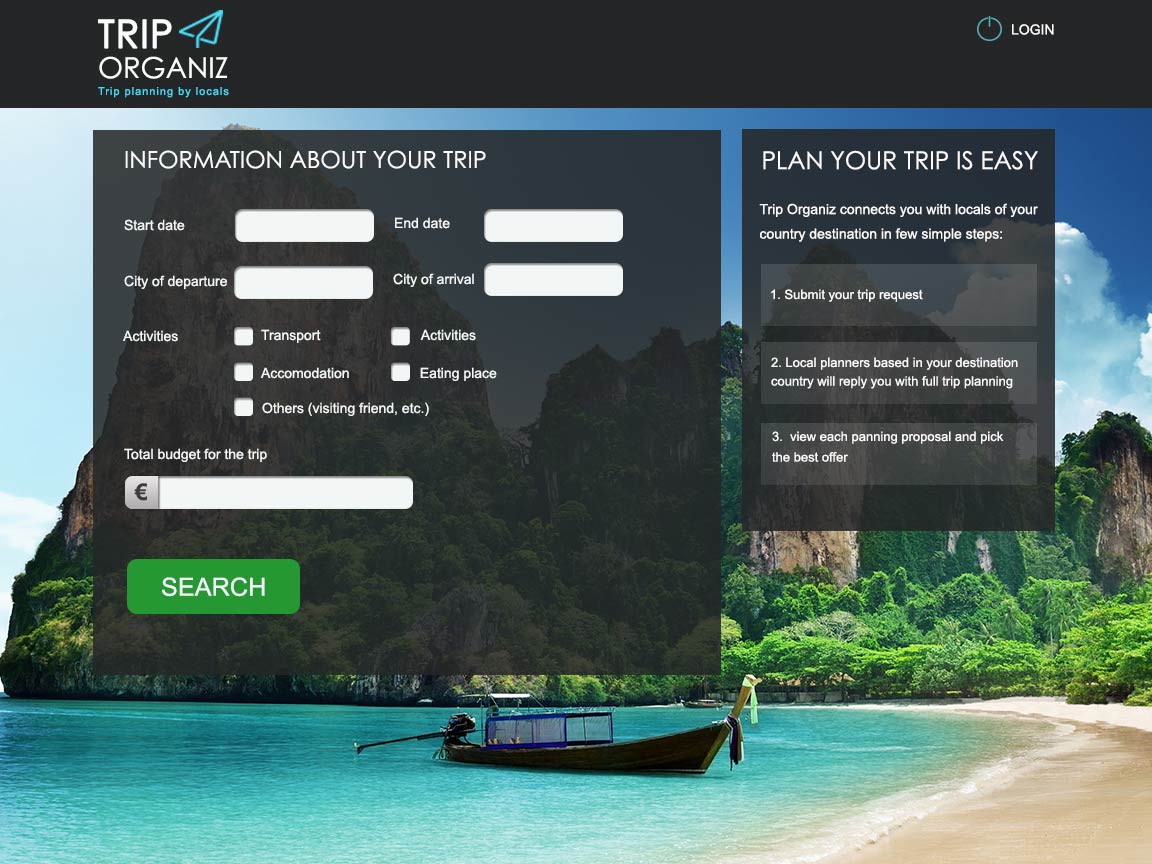 TRIP
ORGANIZ
Trip planning by locals
LOGIN
INFORMATION ABOUT YOUR TRIP
Start date
End date
City of departure
City of arrival
Activities
Transport
Activities
Accomodation
Eating place
Others (visiting friend, etc.)
Total budget for the trip
€
SEARCH
PLAN YOUR TRIP IS EASY
Trip Organiz connects you with locals of your
country destination in few simple steps:
1. Submit your trip request
2. Local planners based in your destination
country will reply you with full trip planning
3. view each panning proposal and pick
the best offer